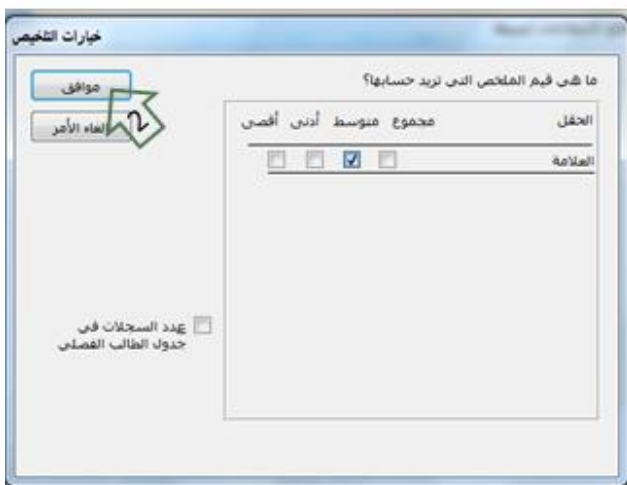 خيارات التلخيص
ما هي قيم الملخص التي تريد حسابها؟
موافق
الحقل مجموع متوسط أدنى أقصى
إلغاء الأمر
العلامة
عدد السجلات في
جدول الطالب الفصلي
2